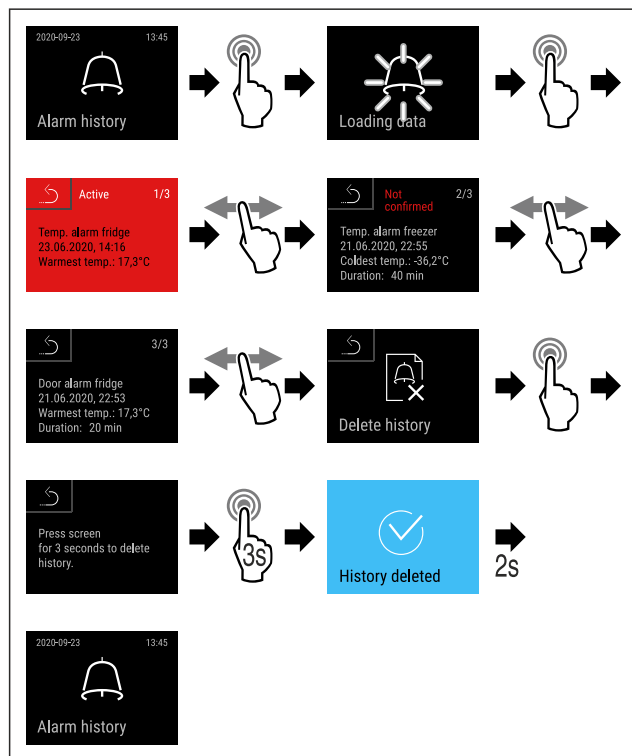 2020-09-23 13:45
Alarm history
Loading data
Active 1/3
Temp. alarm fridge
23.06.2020, 14:16
Warmest temp.: 17,3°C
Not 2/3
confirmed
Temp. alarm freezer
21.06.2020, 22:55
Coldest temp.: -36,2°C
Duration: 40 min
3/3
Door alarm fridge
21.06.2020, 22:53
Warmest temp.: 17,3°C
Duration: 20 min
Delete history
Press screen
for 3 seconds to delete
history.
3s
History deleted
2s
2020-09-23 13:45
Alarm history